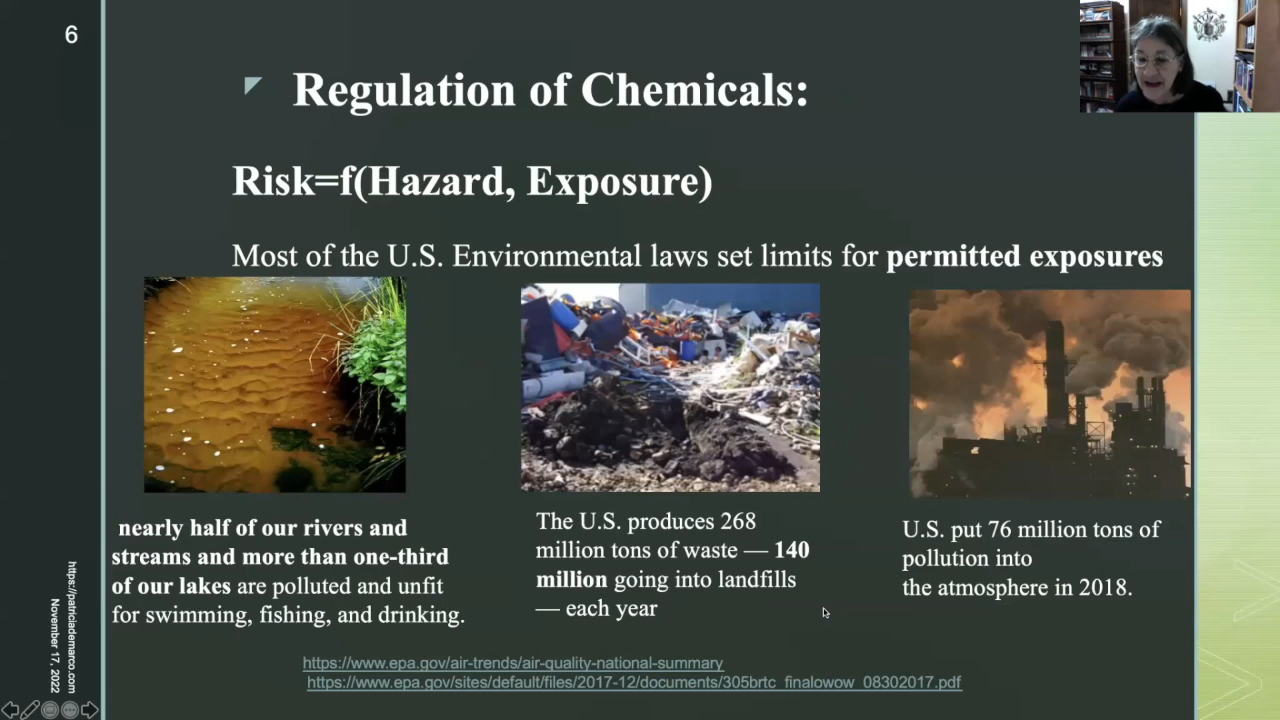 6
Regulation of Chemicals:
Risk=f(Hazard, Exposure)
Most of the U.S. Environmental laws set limits for permitted exposures
nearly half of our rivers and
streams and more than one-third
of our lakes are polluted and unfit
for swimming, fishing, and drinking.
The U.S. produces 268
million tons of waste — 140
million going into landfills
— each year
U.S. put 76 million tons of
pollution into
the atmosphere in 2018.
https://www.epa.gov/air-trends/air-quality-national-summary
https://www.epa.gov/sites/default/files/2017-12/documents/305brtc_finalowow_08302017.pdf
https://patriciademarco.com
November 17, 2022